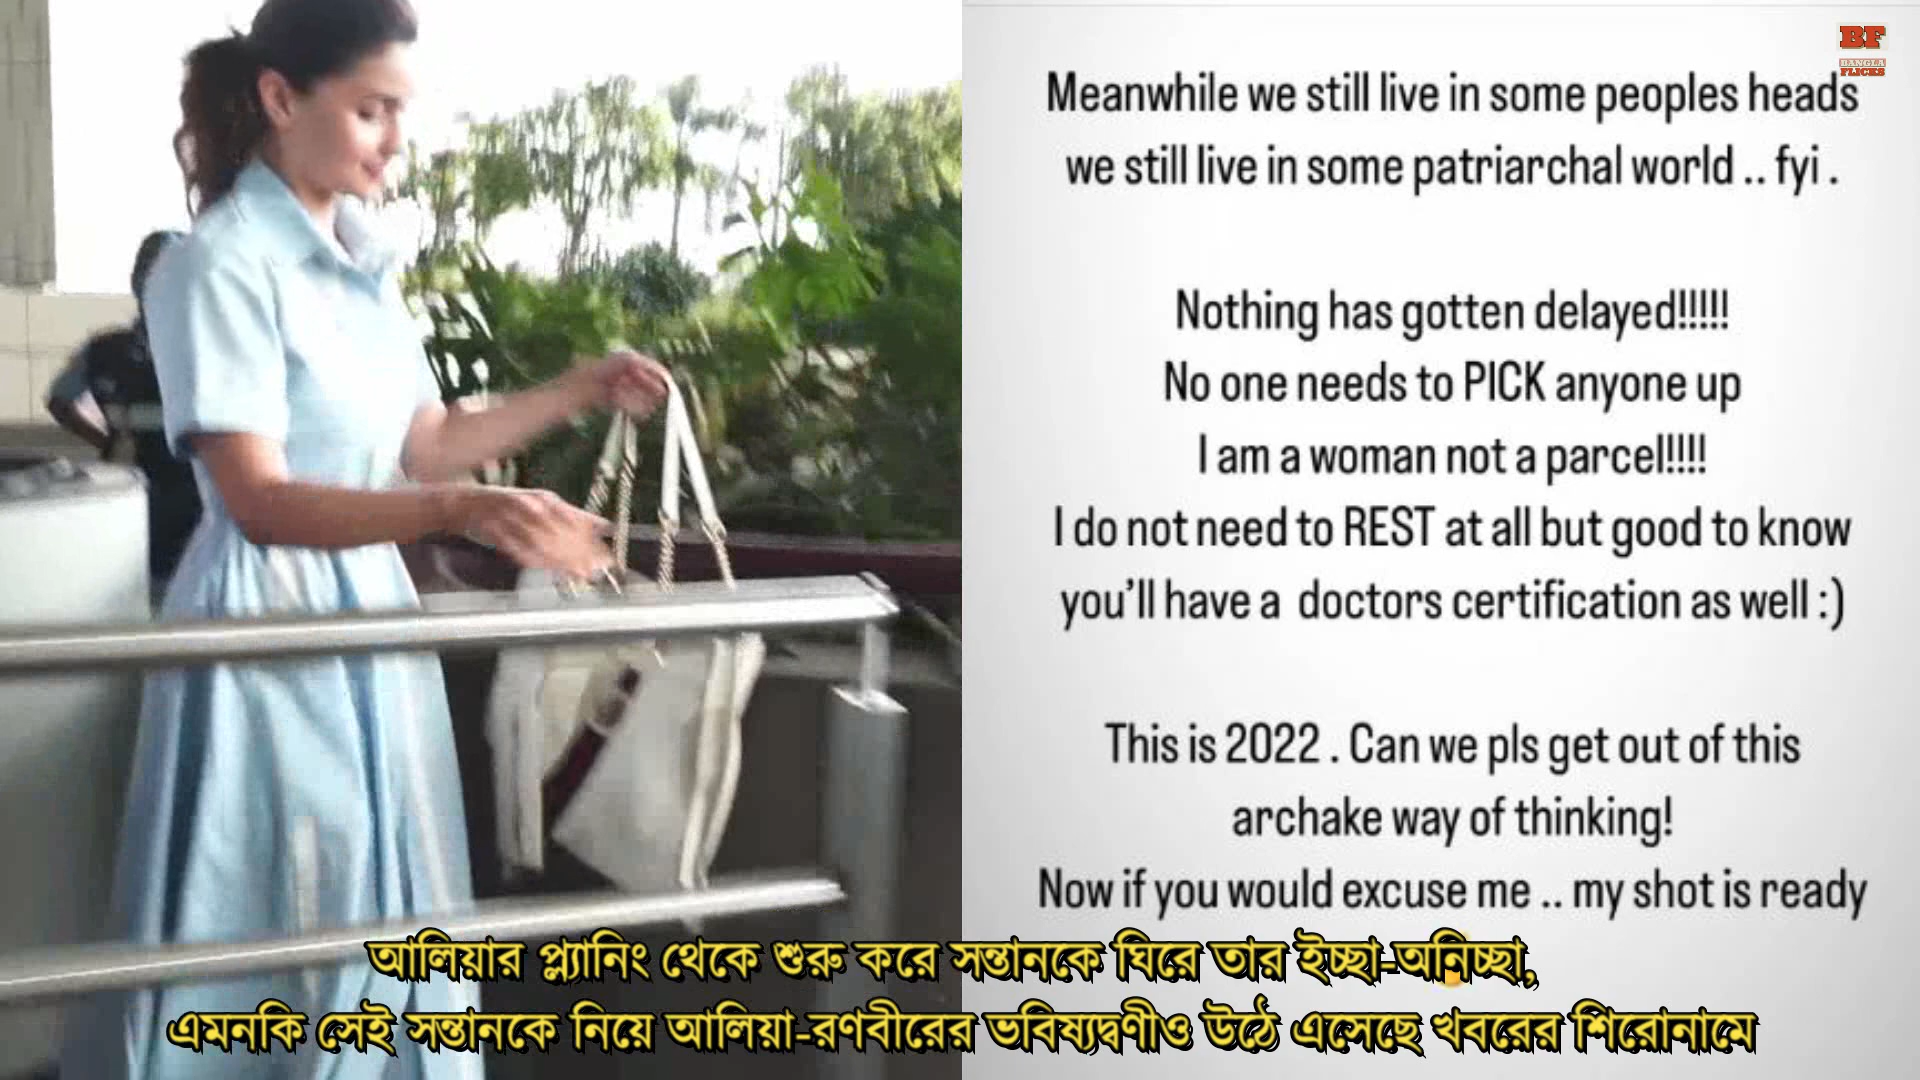 BF
BANGLA
FLICKS
Meanwhile we still live in some peoples heads
we still live in some patriarchal world .. fyi .
Nothing has gotten delayed!!!!!
No one needs to PICK anyone up
I am a woman not a parcel!!!!
I do not need to REST at all but good to know
you'll have a doctors certification as well :)
This is 2022 . Can we pls get out of this
archake way of thinking!
Now if you would excuse me .. my shot is ready
আলিয়ার প্ল্যানিং থেকে শুরু করে সন্তানকে ঘিরে তার ইচ্ছা-অনিচ্ছা,
এমনকি সেই সন্তানকে নিয়ে আলিয়া-রণবীরের ভবিষ্যদ্বণীও উঠে এসেছে খবরের শিরোনামে